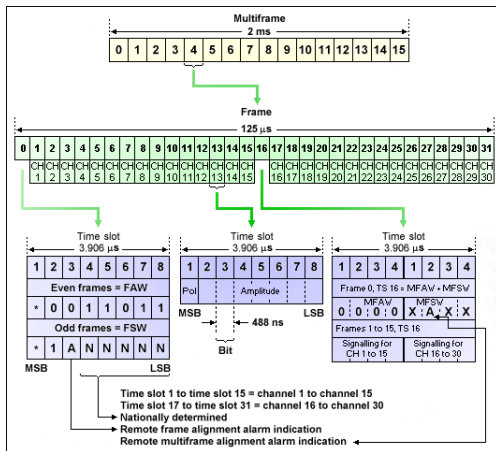 Multiframe
2 ms
0 1 2 3 4 5 6 7 8 9 10 11 12 13 14 15
Frame
125 µs
0 1 2 3 4 5 6 7 8 9 10 11 12 13 14 15 16 17 18 19 20 21 22 23 24 25 26 27 28 29 30 31
CH CH CH CH CH CH CH CH CH CH CH CH CH CH CH CH CH CH CH CH CH CH CH CH CH CH CH CH CH CH
1 2 3 4 5 6 7 8 9 10 11 12 13 14 15 16 17 18 19 20 21 22 23 24 25 26 27 28 29 30
Time slot
3.906 µs
1 2 3 4 5 6 7 8
Even frames = FAW
* 0 0 1 1 0 1 1
Odd frames = FSW
* 1 A N N N N N
MSB LSB
Time slot
3.906 µs
1 2 3 4 5 6 7 8
Pol Amplitude
MSB LSB
488 ns
Bit
Time slot
3.906 µs
1 2 3 4 1 2 3 4
Frame 0, TS 16 = MFAW + MFSW
MFAW MFSW
0 0 0 0 X A X X
Frames 1 to 15, TS 16
Signalling for CH 1 to 15
Signalling for CH 16 to 30
Time slot 1 to time slot 15 = channel 1 to channel 15
Time slot 17 to time slot 31 = channel 16 to channel 30
Nationally determined
Remote frame alignment alarm indication
Remote multiframe alignment alarm indication